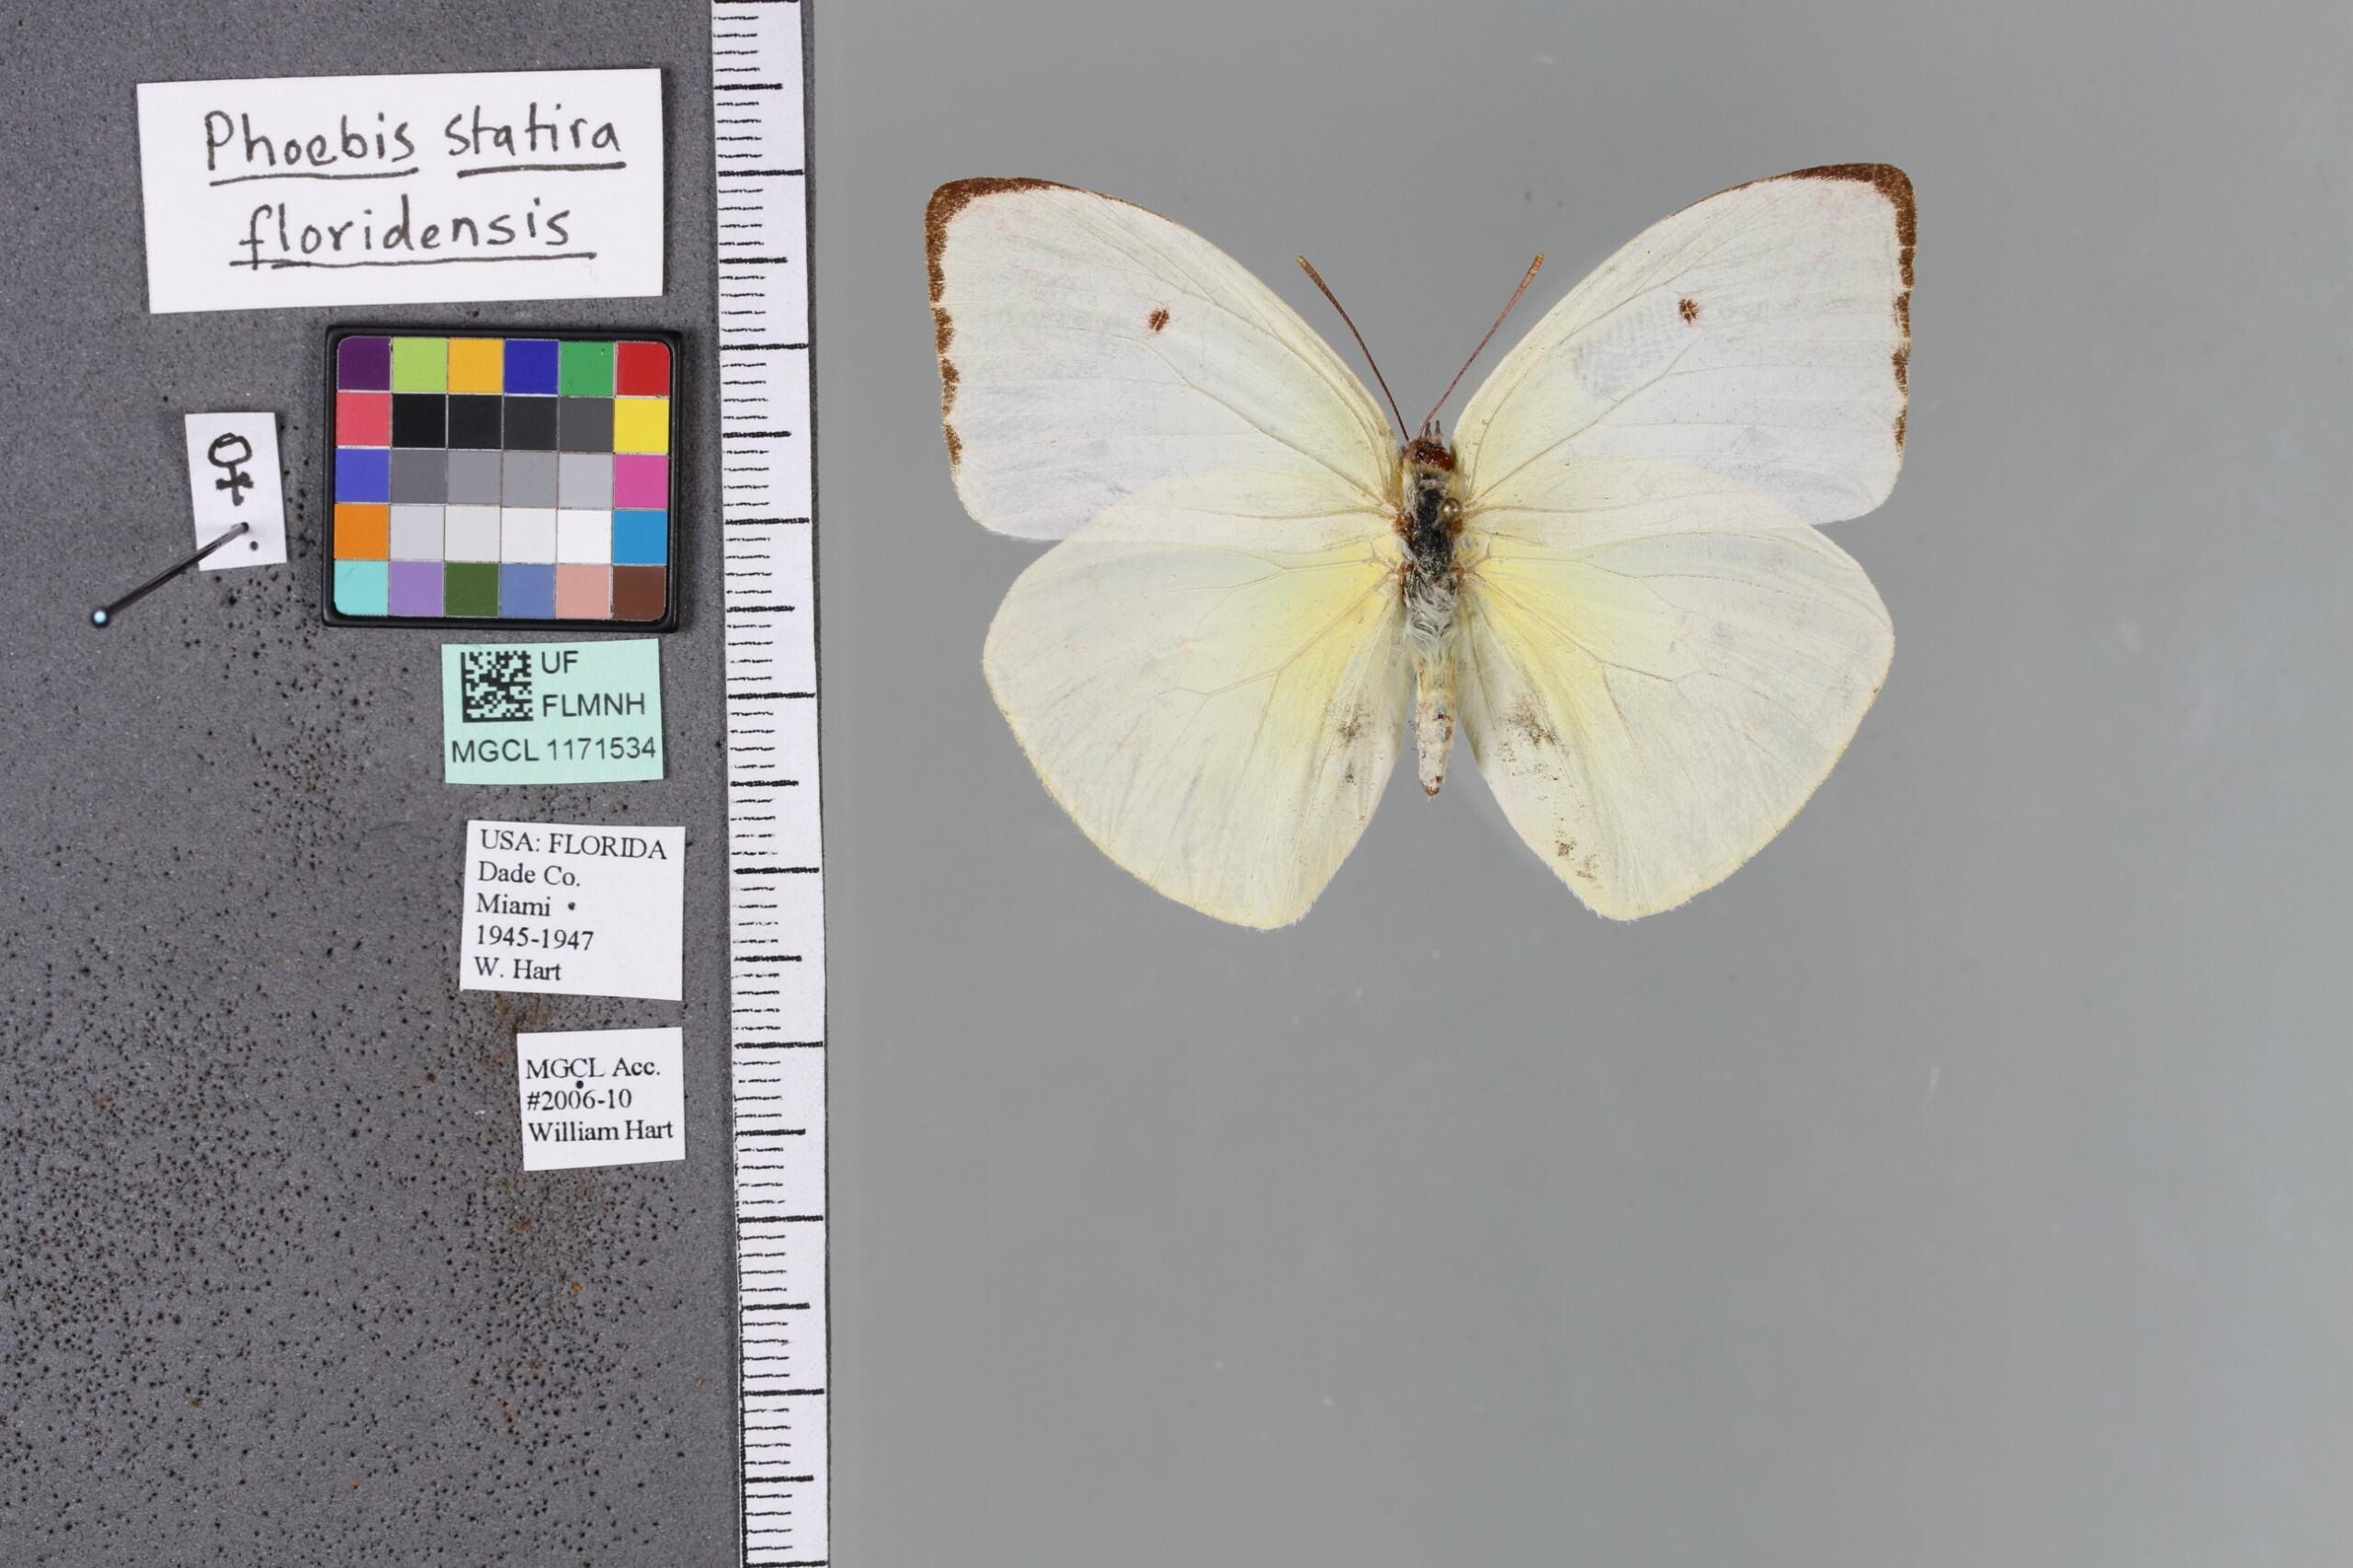 Phoebis statira
floridensis
♀
UF
FLMNH
MGCL 1171534
USA: FLORIDA
Dade Co.
Miami
1945-1947
W. Hart
MGCL Acc.
#2006-10
William Hart